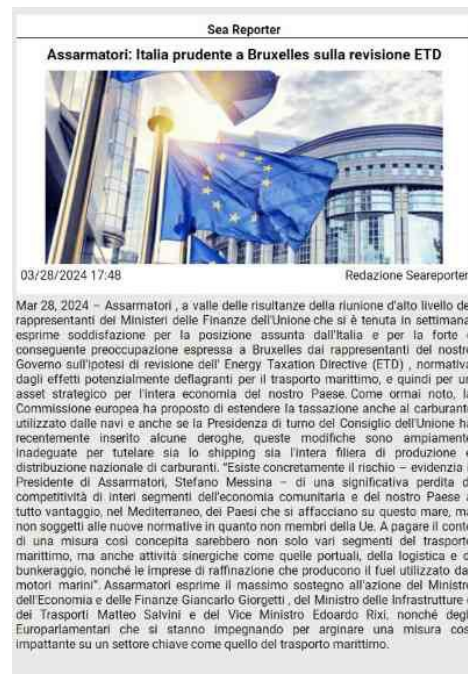 Sea Reporter
Assarmatori: Italia prudente a Bruxelles sulla revisione ETD
03/28/2024 17:48
Redazione Seareporter
Mar 28, 2024 – Assarmatori , a valle delle risultanze della riunione d'alto livello de
rappresentanti dei Ministeri delle Finanze dell'Unione che si è tenuta in settimana
esprime soddisfazione per la posizione assunta dall'Italia e per la forte e
conseguente preoccupazione espressa a Bruxelles dai rappresentanti del nostro
Governo sull'ipotesi di revisione dell' Energy Taxation Directive (ETD) , normativa
dagli effetti potenzialmente deflagranti per il trasporto marittimo, e quindi per un
asset strategico per l'intera economia del nostro Paese. Come ormai noto, la
Commissione europea ha proposto di estendere la tassazione anche al carburante
utilizzato dalle navi e anche se la Presidenza di turno del Consiglio dell'Unione ha
recentemente inserito alcune deroghe, queste modifiche sono ampiamente
inadeguate per tutelare sia lo shipping sia l'intera filiera di produzione e
distribuzione nazionale di carburanti. “Esiste concretamente il rischio – evidenzia i
Presidente di Assarmatori, Stefano Messina – di una significativa perdita d
competitività di interi segmenti dell'economia comunitaria e del nostro Paese a
tutto vantaggio, nel Mediterraneo, dei Paesi che si affacciano su questo mare, ma
non soggetti alle nuove normative in quanto non membri della Ue. A pagare il conto
di una misura così concepita sarebbero non solo vari segmenti del trasporto
marittimo, ma anche attività sinergiche come quelle portuali, della logistica e d
bunkeraggio, nonché le imprese di raffinazione che producono il fuel utilizzato da
motori marini”. Assarmatori esprime il massimo sostegno all'azione del Ministro
dell'Economia e delle Finanze Giancarlo Giorgetti , del Ministro delle Infrastrutture e
dei Trasporti Matteo Salvini e del Vice Ministro Edoardo Rixi, nonché degl
Europarlamentari che si stanno impegnando per arginare una misura così
impattante su un settore chiave come quello del trasporto marittimo.